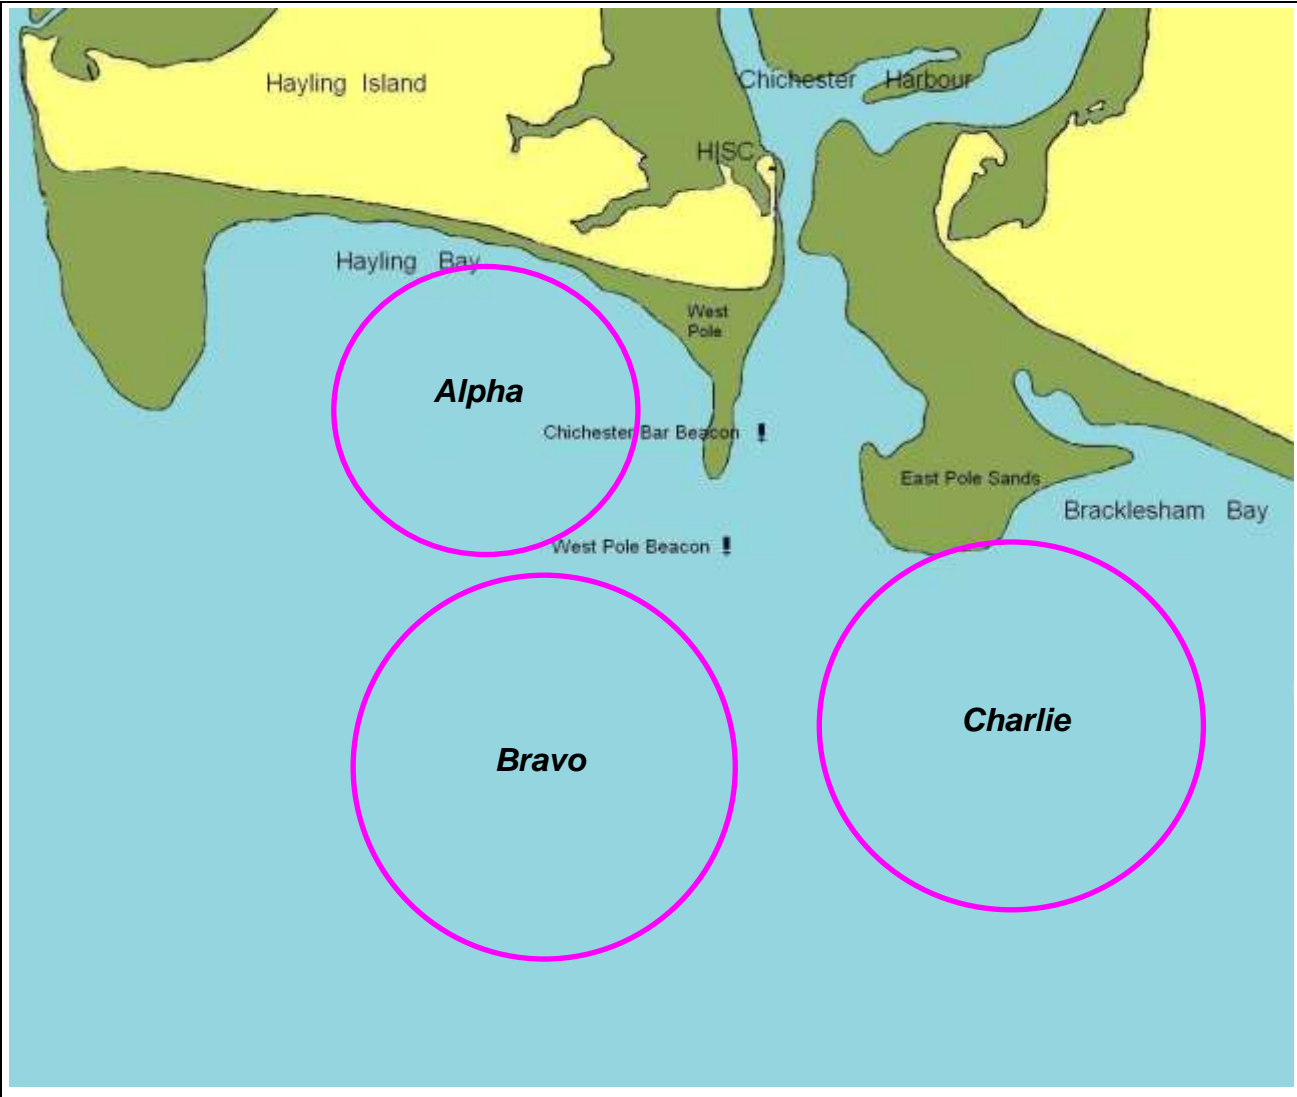 Hayling Island
Chichester Harbour
HISC
Hayling Bay
West
Pole
Alpha
Chichester Bar Beacon
East Pole Sands
Bracklesham Bay
West Pole Beacon
Charlie
Bravo